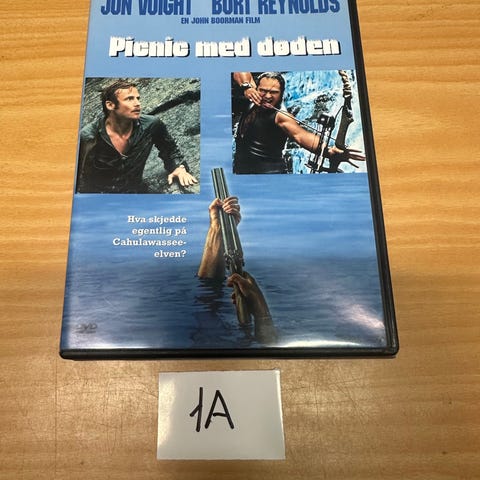 JON VOIGHT BURT REYNOLDS
EN JOHN BOORMAN FILM
Picnic med døden
Hva skjedde
egentlig på
Cahulawassee-
elven?
DVD
1A